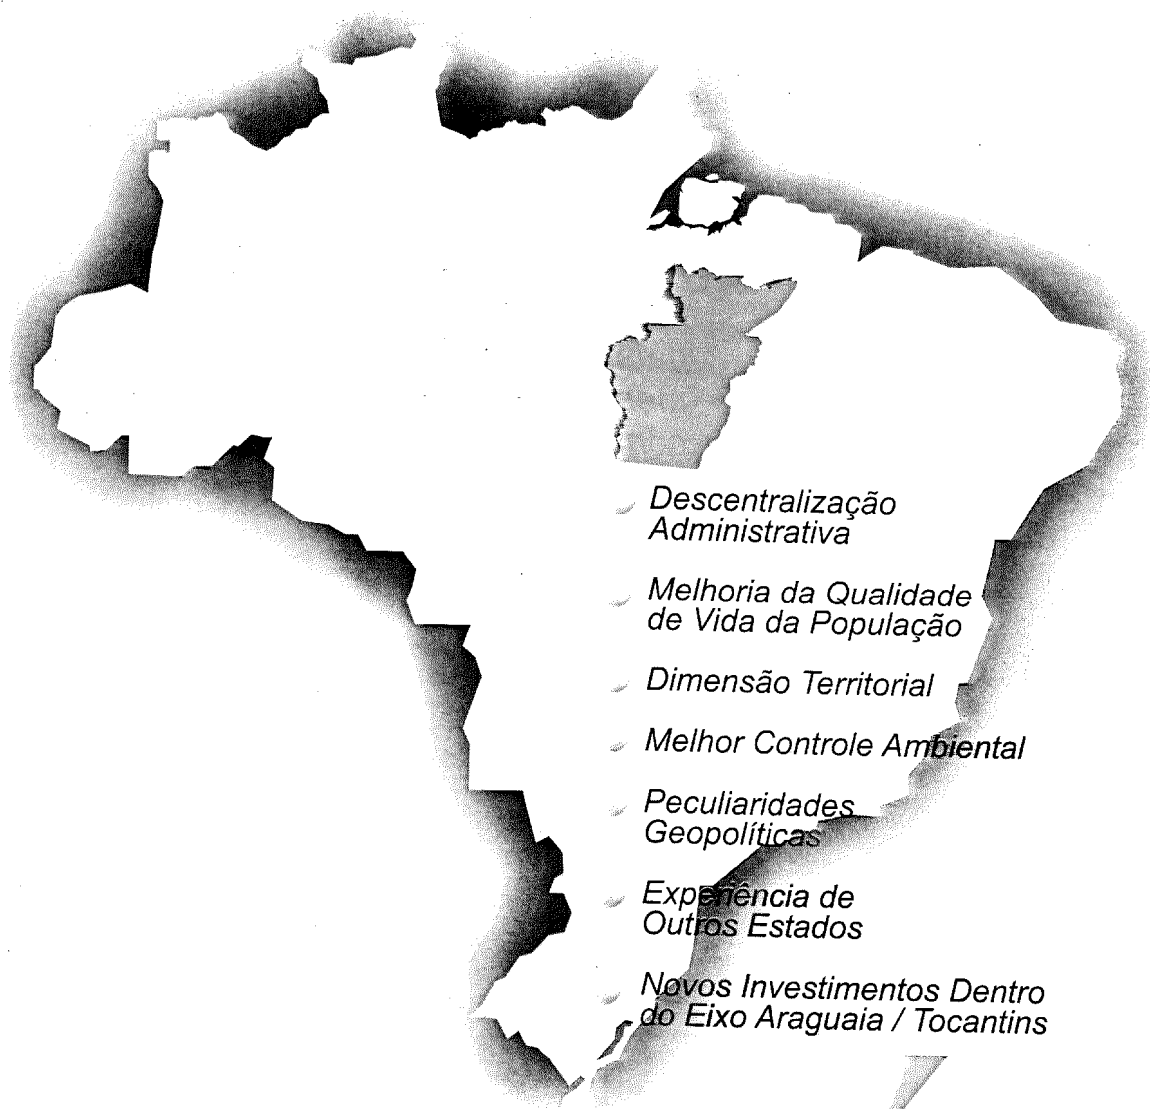 Descentralização
Administrativa
Melhoria da Qualidade
de Vida da População
Dimensão Territorial
Melhor Controle Ambiental
Peculiaridades
Geopolíticas
Experiência de
Outros Estados
Novos Investimentos Dentro
do Eixo Araguaia / Tocantins